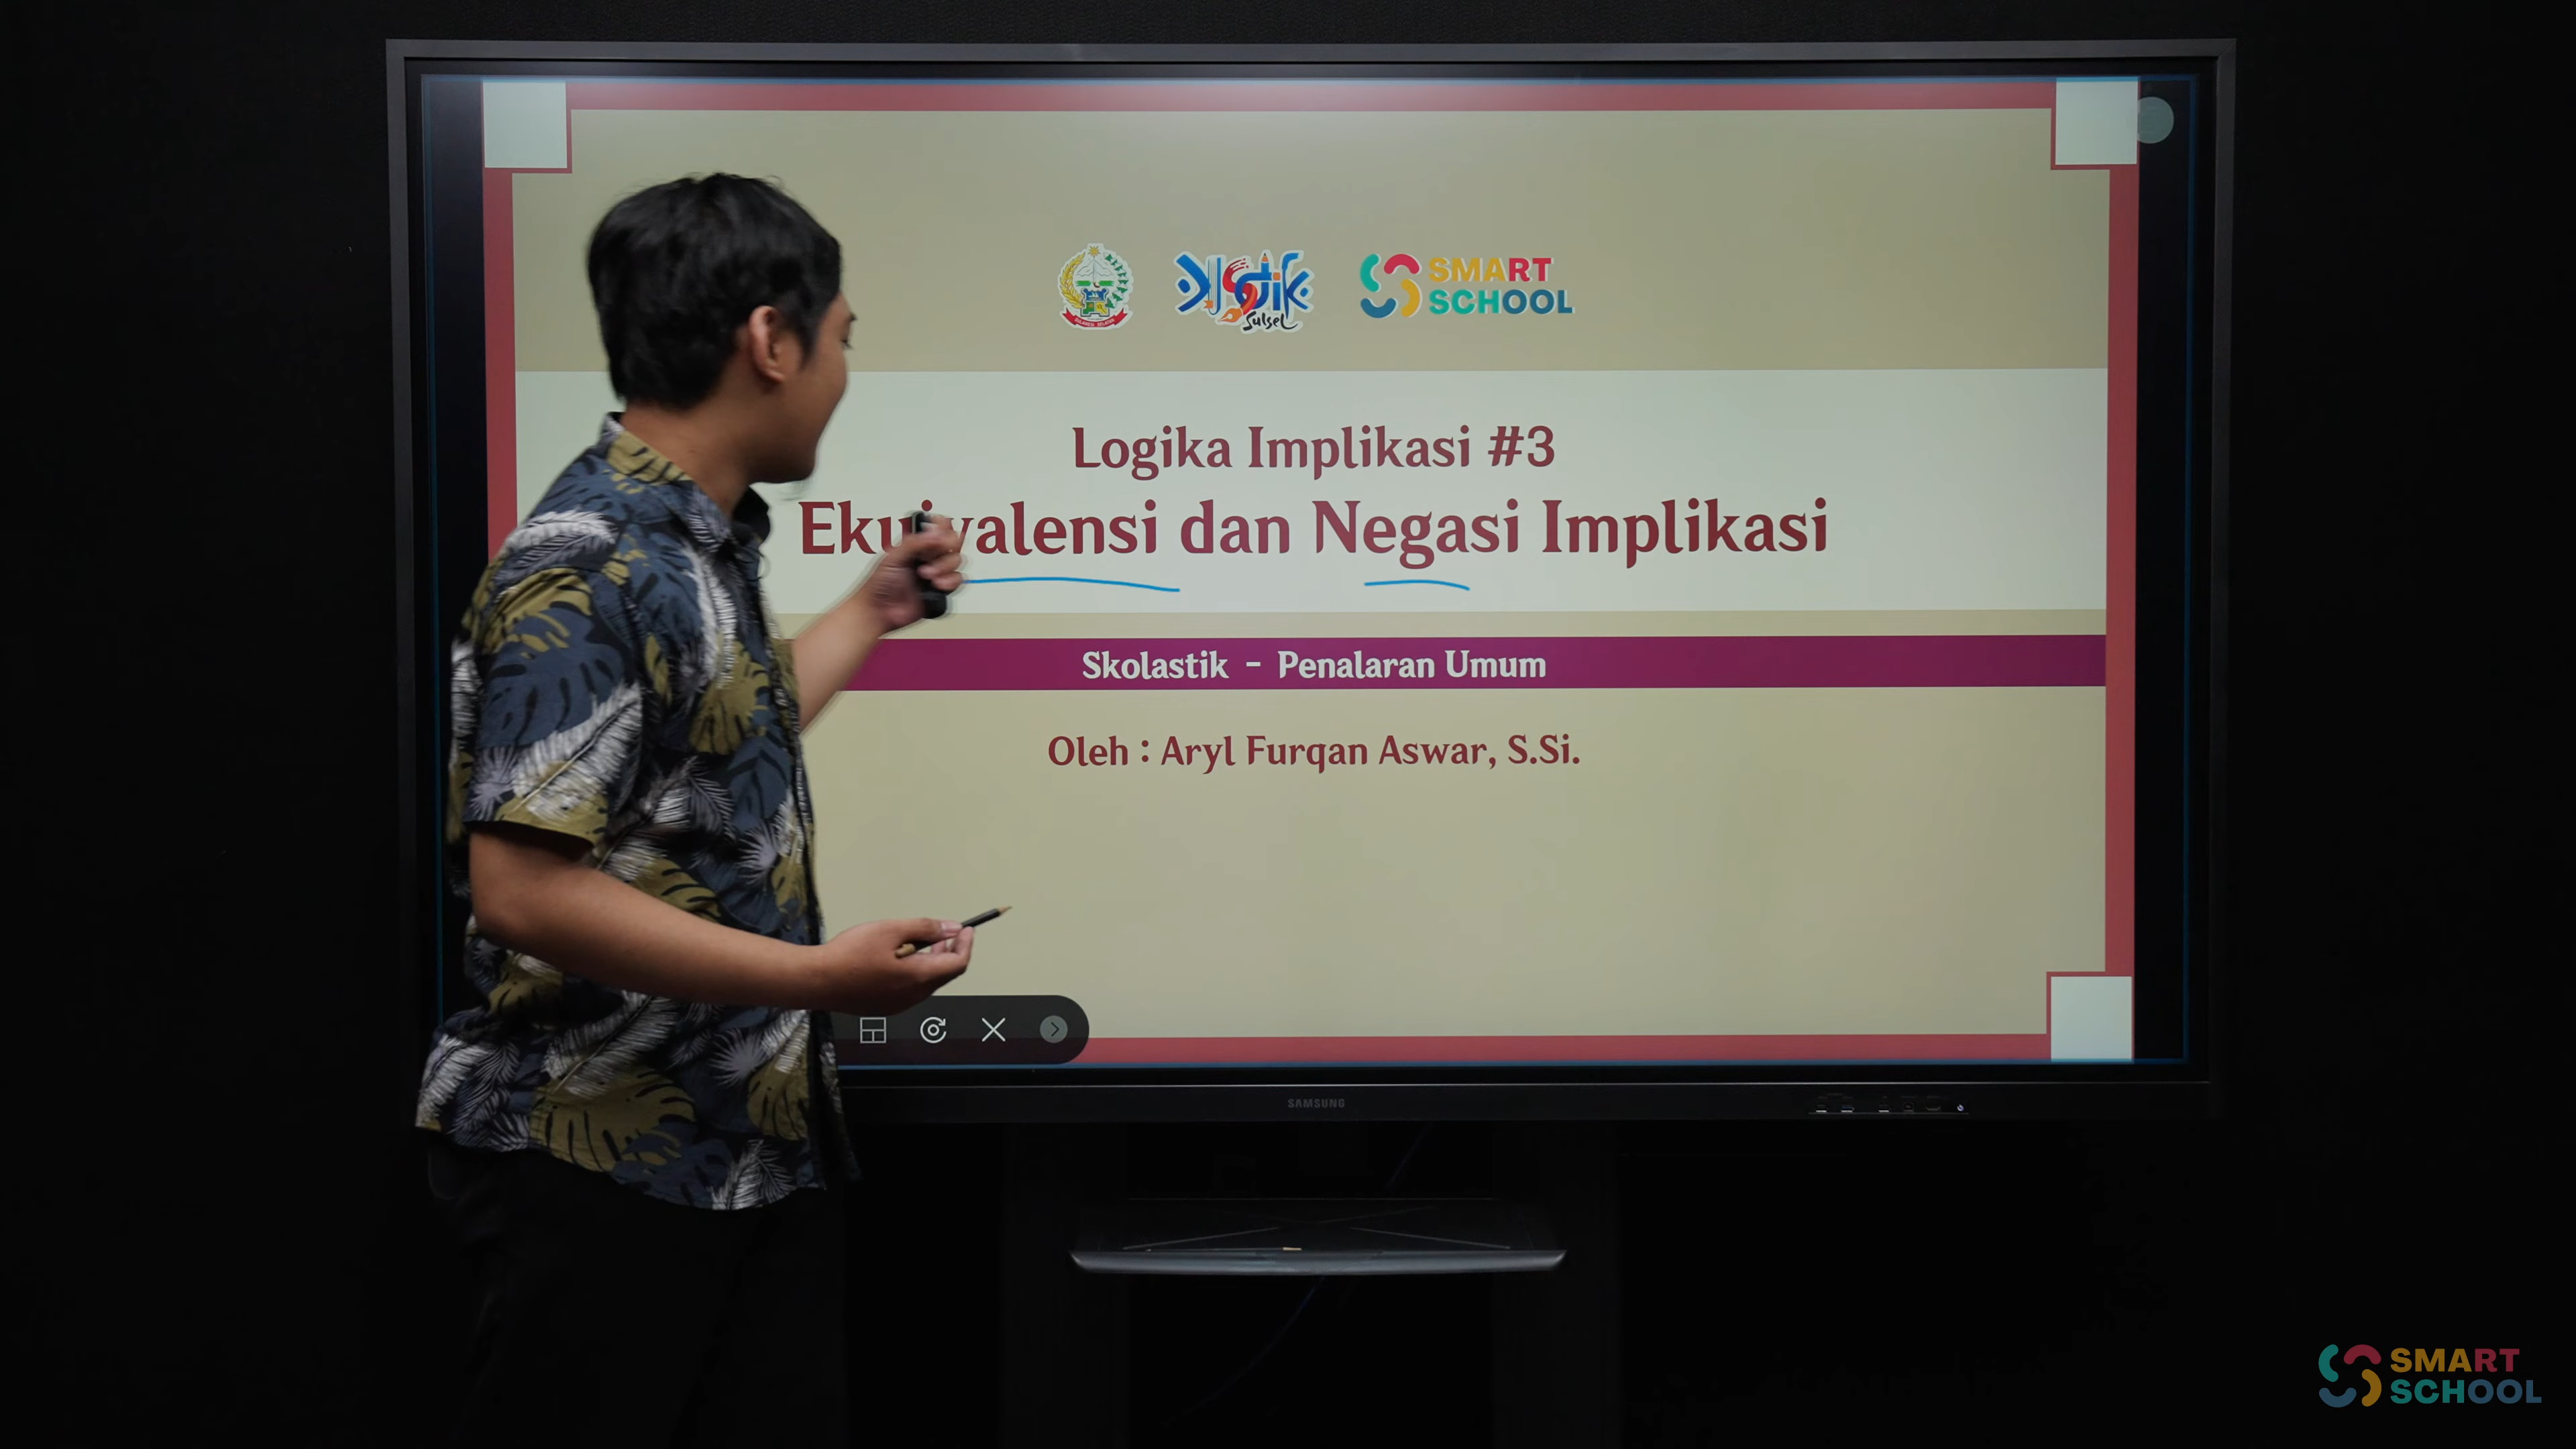 SMART
SCHOOL
Sulsel
Logika Implikasi #3
Ekuivalensi dan Negasi Implikasi
Skolastik - Penalaran Umum
Oleh : Aryl Furqan Aswar, S.Si.
SAMSUNG
SMART
SCHOOL